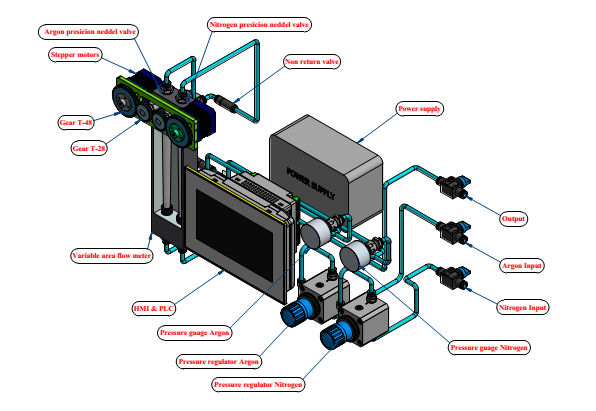 Nitrogen presicion neddel valve
Argon presicion neddel valve
Stepper motors
Non return valve
Power supply
Gear T-48
Gear T-28
POWER SUPPLY
Output
Variable area flow meter
Argon Input
HMI & PLC
Nitrogen Input
Pressure guage Argon
Pressure guage Nitrogen
Pressure regulator Argon
Pressure regulator Nitrogen